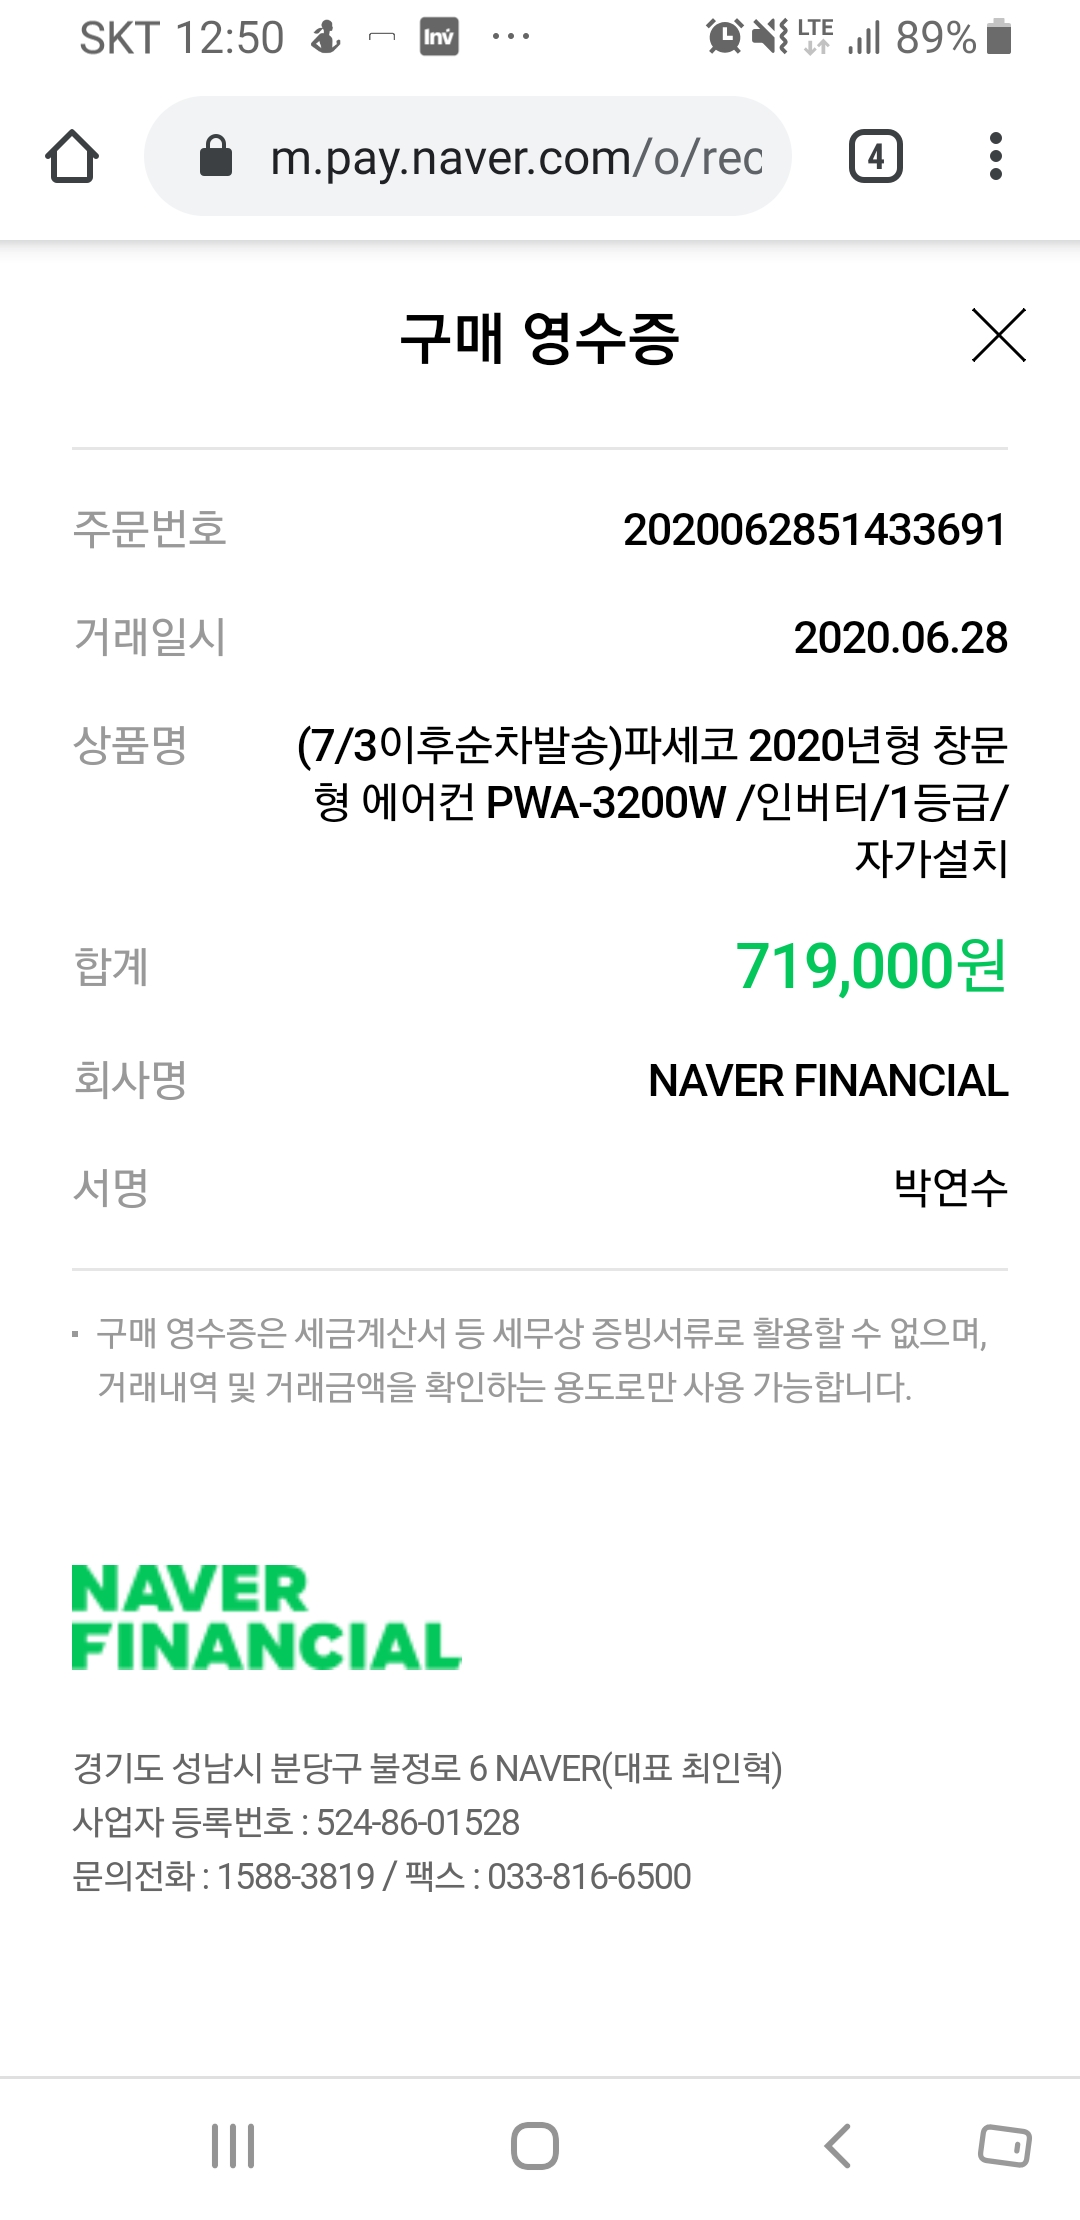 SKT 12:50 Inv ... LTE 89%
m.pay.naver.com/o/rec
4
구매 영수증
주문번호 2020062851433691
거래일시 2020.06.28
상품명 (7/3이후순차발송)파세코 2020년형 창문
형 에어컨 PWA-3200W /인버터/1등급/
자가설치
합계 719,000원
회사명 NAVER FINANCIAL
서명 박연수
· 구매 영수증은 세금계산서 등 세무상 증빙서류로 활용할 수 없으며,
거래내역 및 거래금액을 확인하는 용도로만 사용 가능합니다.
NAVER
FINANCIAL
경기도 성남시 분당구 불정로 6 NAVER(대표 최인혁)
사업자 등록번호 : 524-86-01528
문의전화 : 1588-3819 / 팩스 : 033-816-6500